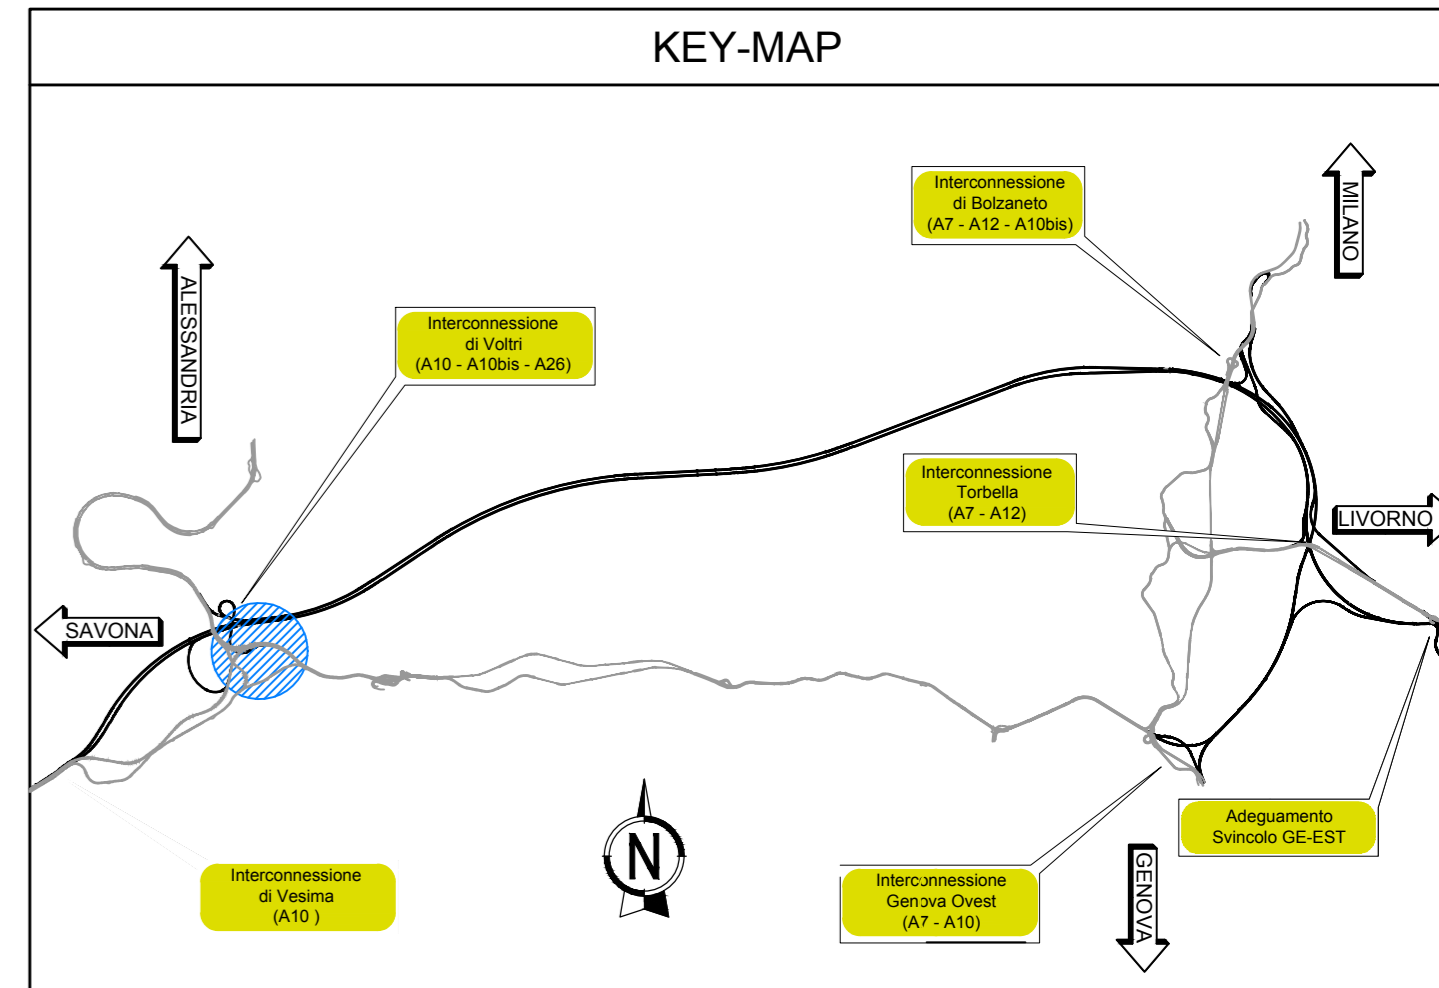 KEY-MAP
MILANO
Interconnessione
di Bolzaneto
(A7 - A12 - A10bis)
ALESSANDRIA
Interconnessione
di Voltri
(A10 - A10bis - A26)
Interconnessione
Torbella
(A7 - A12)
LIVORNO
SAVONA
Adeguamento
Svincolo GE-EST
Interconnessione
di Vesima
(A10 )
N
Interconnessione
Genova Ovest
(A7 - A10)
GENOVA